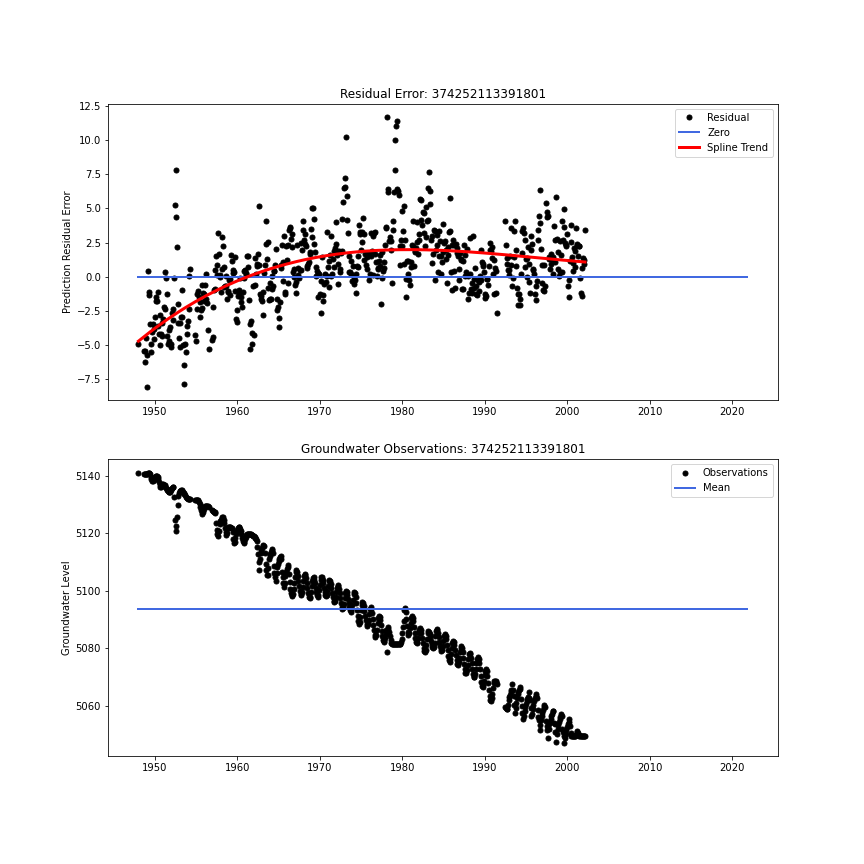 Residual Error: 374252113391801
Prediction Residual Error
12.5
10.0
7.5
5.0
2.5
0.0
−2.5
−5.0
−7.5
Residual
Zero
Spline Trend
1950 1960 1970 1980 1990 2000 2010 2020
Groundwater Observations: 374252113391801
Groundwater Level
5140
5120
5100
5080
5060
Observations
Mean
1950 1960 1970 1980 1990 2000 2010 2020